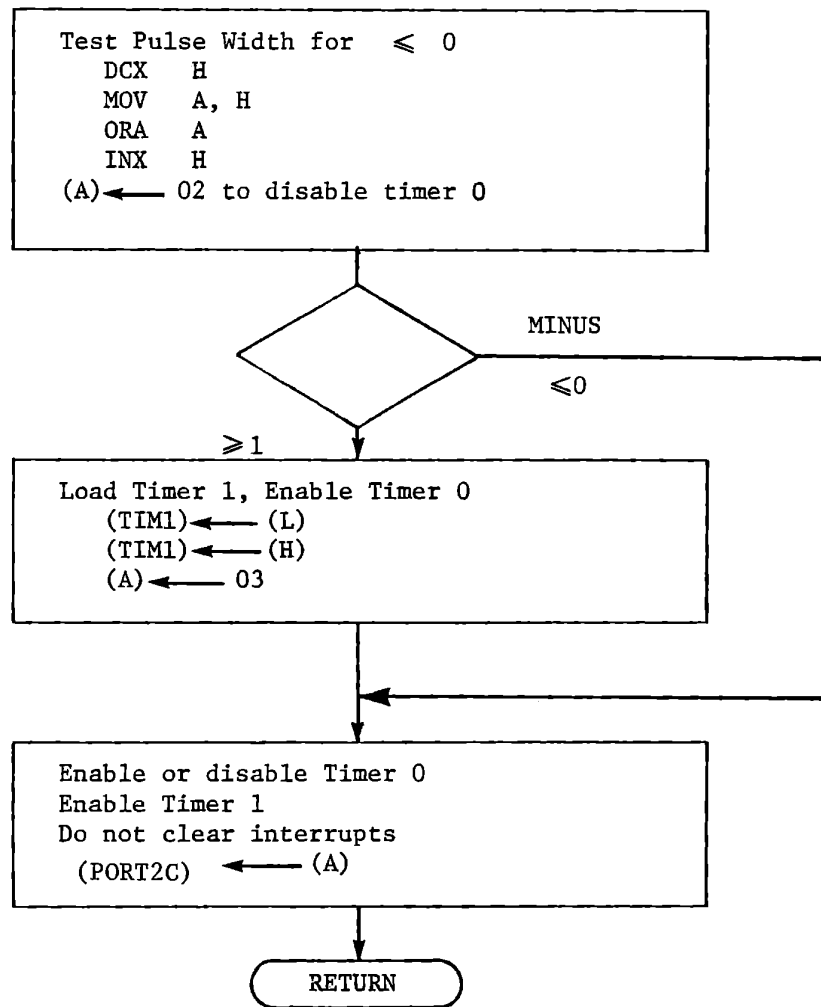 Test Pulse Width for ⩽ 0
DCX H
MOV A, H
ORA A
INX H
(A)← 02 to disable timer 0
MINUS
⩽0
⩾1
Load Timer 1, Enable Timer 0
(TIM1)← (L)
(TIM1)← (H)
(A)← 03
Enable or disable Timer 0
Enable Timer 1
Do not clear interrupts
(PORT2C) ← (A)
RETURN